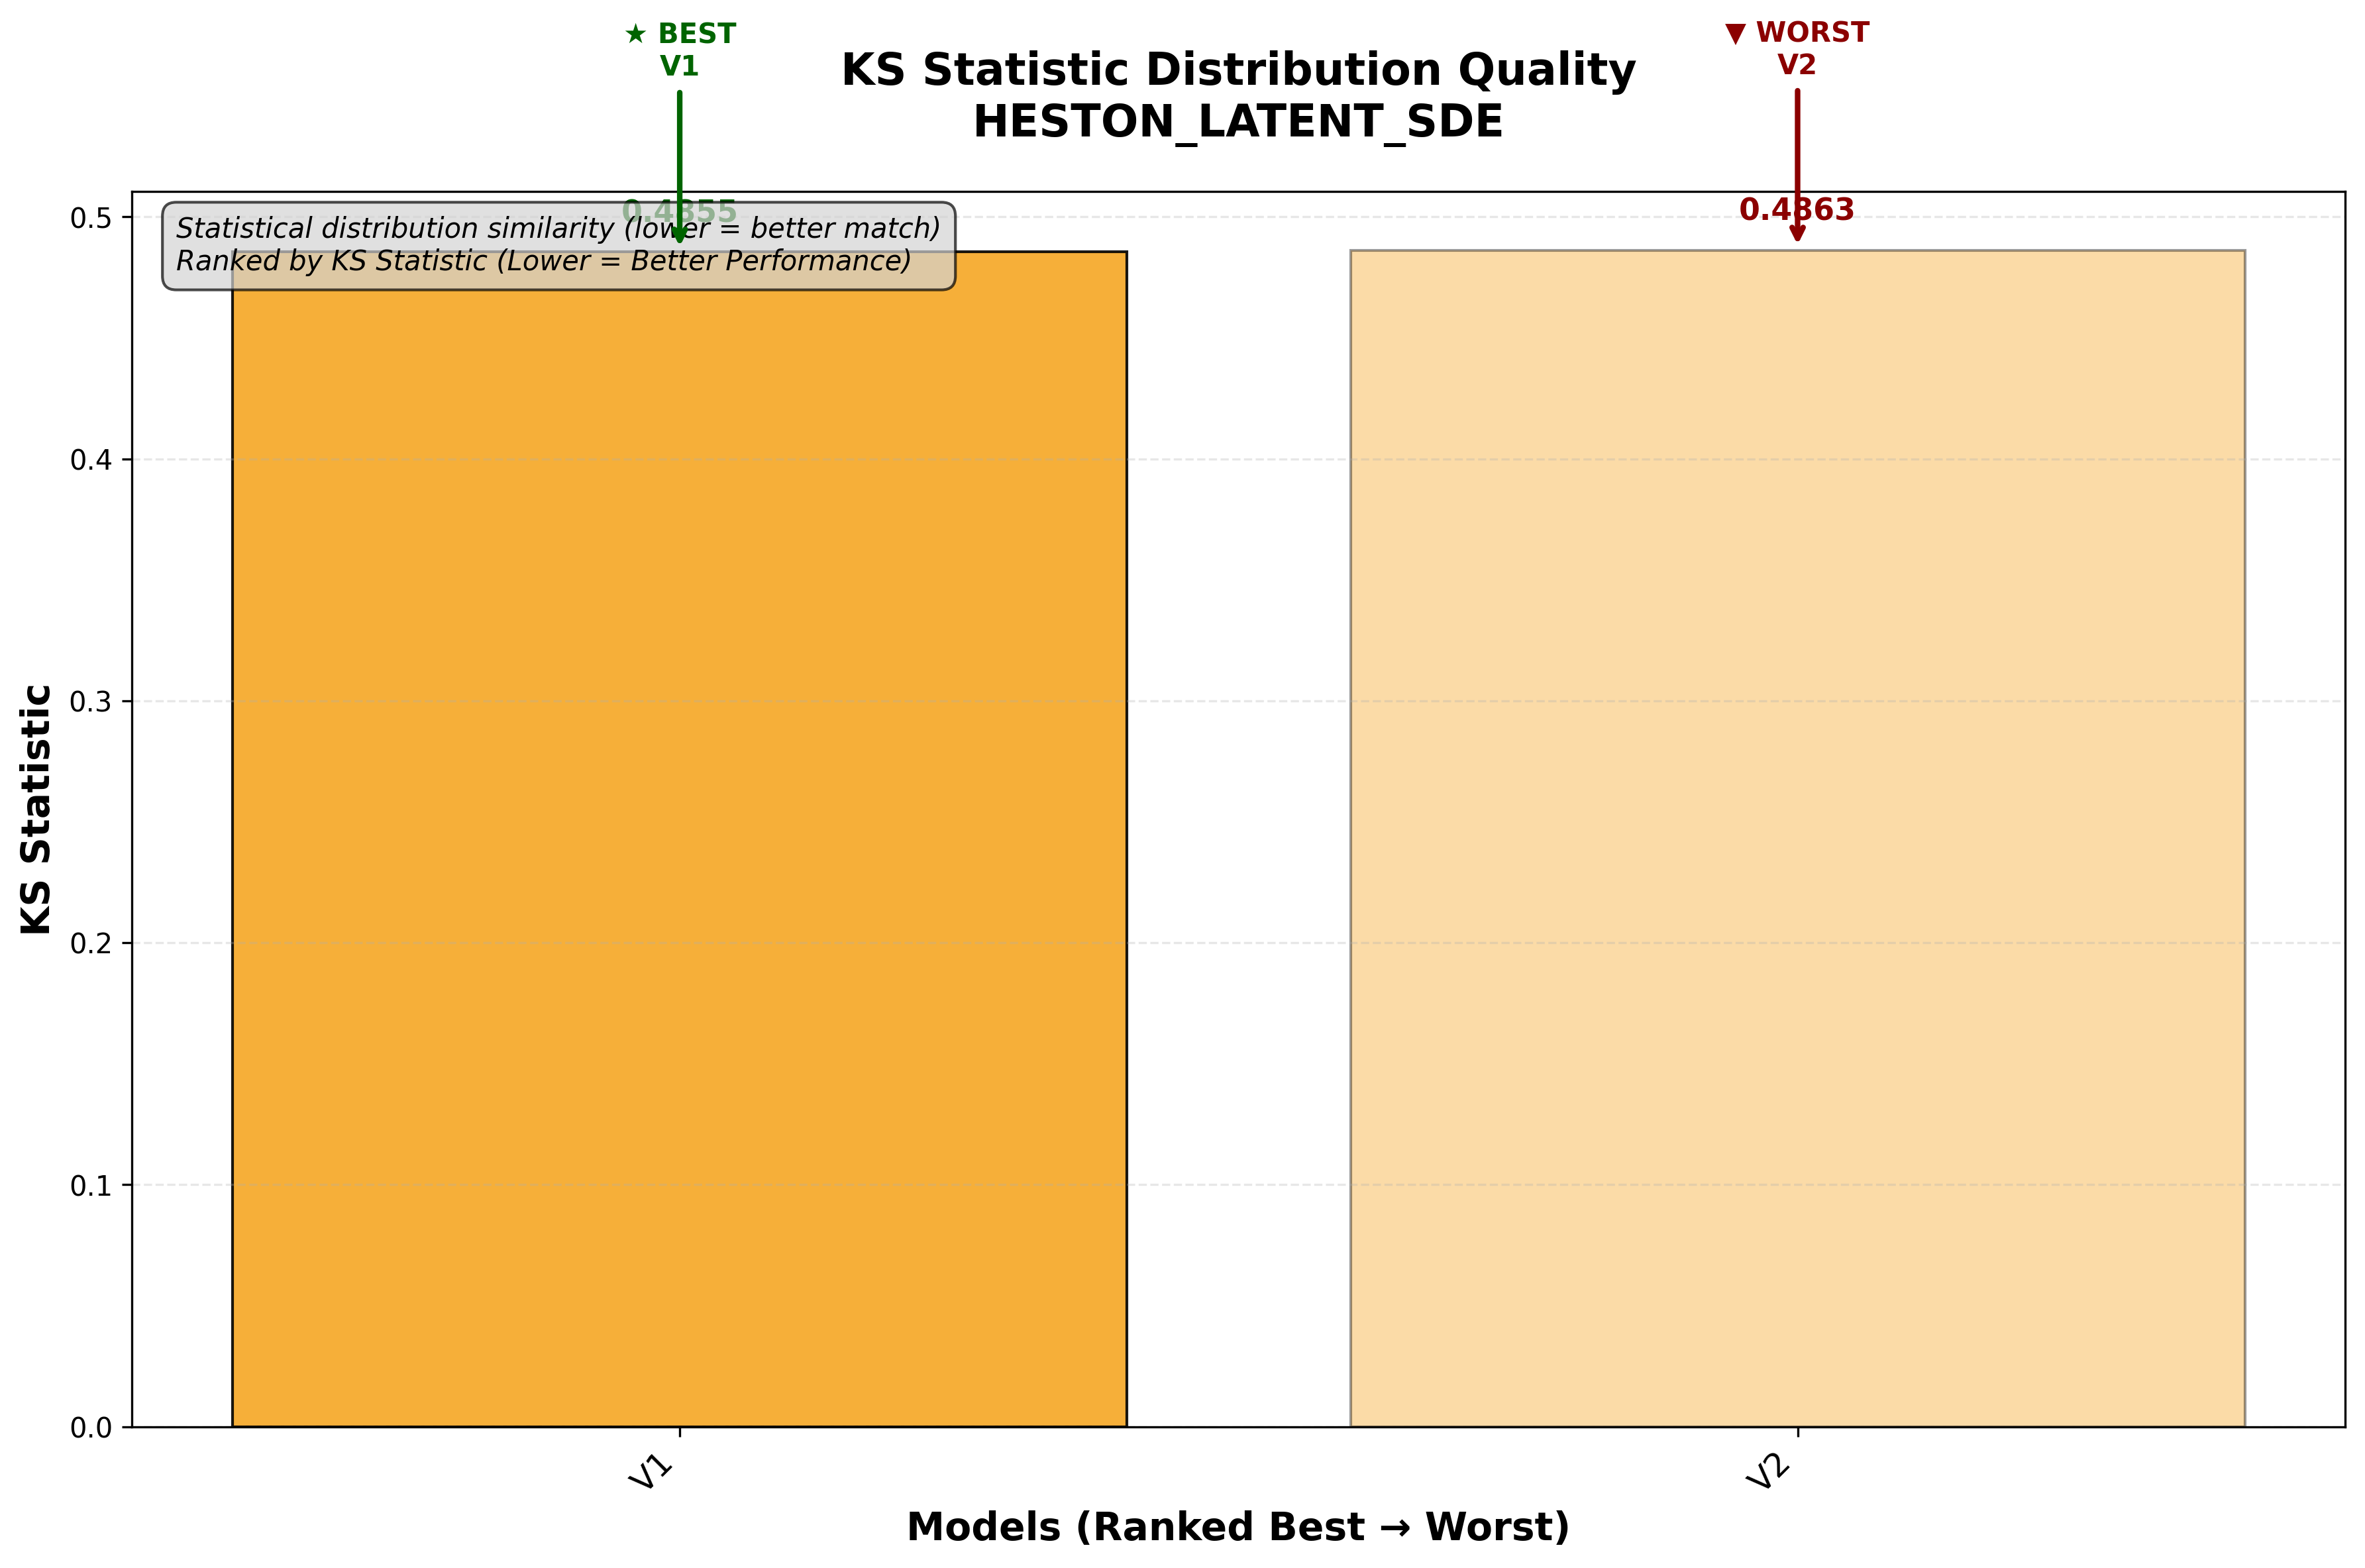 ★ BEST
V1
▼ WORST
V2
KS Statistic Distribution Quality
HESTON_LATENT_SDE
0.4855
0.4863
Statistical distribution similarity (lower = better match)
Ranked by KS Statistic (Lower = Better Performance)
KS Statistic
0.5
0.4
0.3
0.2
0.1
0.0
V1
V2
Models (Ranked Best → Worst)